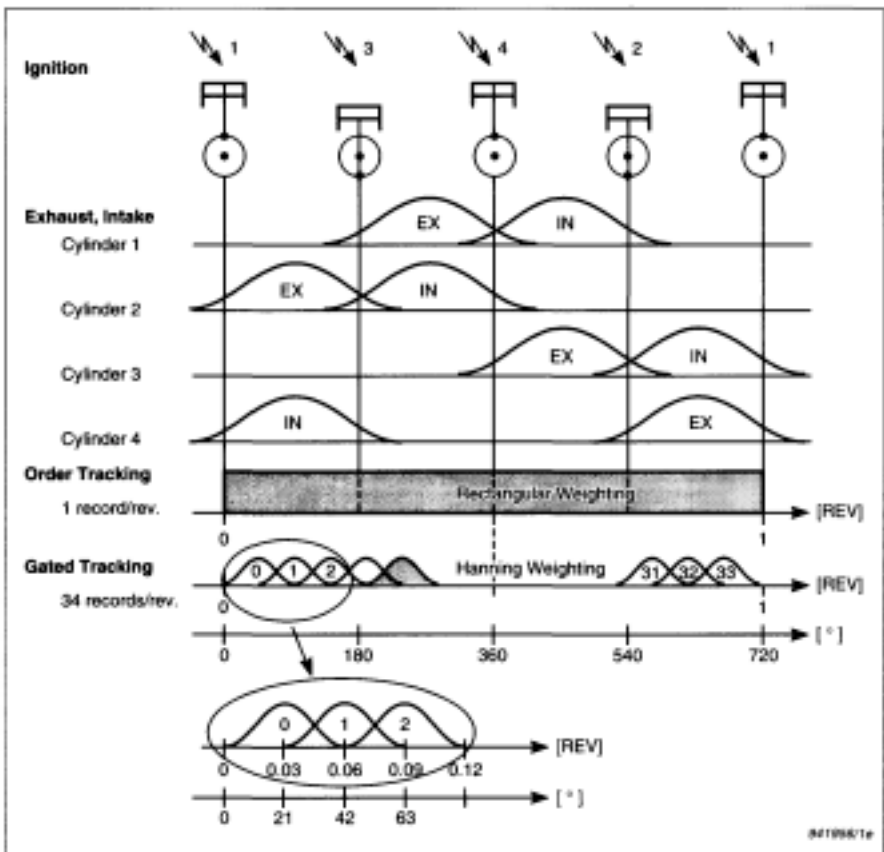 1 3 4 2 1
Ignition
Exhaust, Intake
EX IN
Cylinder 1
EX IN
Cylinder 2
EX IN
Cylinder 3
IN EX
Cylinder 4
Order Tracking
Rectangular Weighting
1 record/rev. [REV]
0 1
Gated Tracking
0 1 2 Hanning Weighting 31 32 33
34 records/rev. [REV]
0 1
[ ° ]
0 180 360 540 720
0 1 2
[REV]
0 0.03 0.06 0.09 0.12
[ ° ]
0 21 42 63